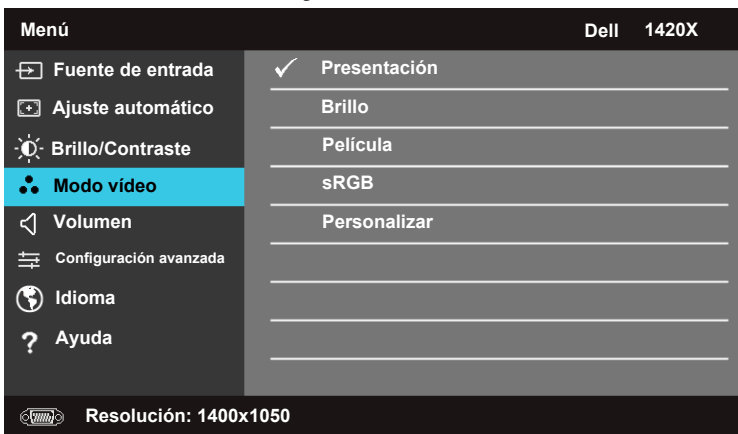 Menú Dell 1420X
Fuente de entrada
Ajuste automático
Brillo/Contraste
Modo vídeo
Volumen
Configuración avanzada
Idioma
Ayuda
Presentación
Brillo
Película
sRGB
Personalizar
Resolución: 1400x1050